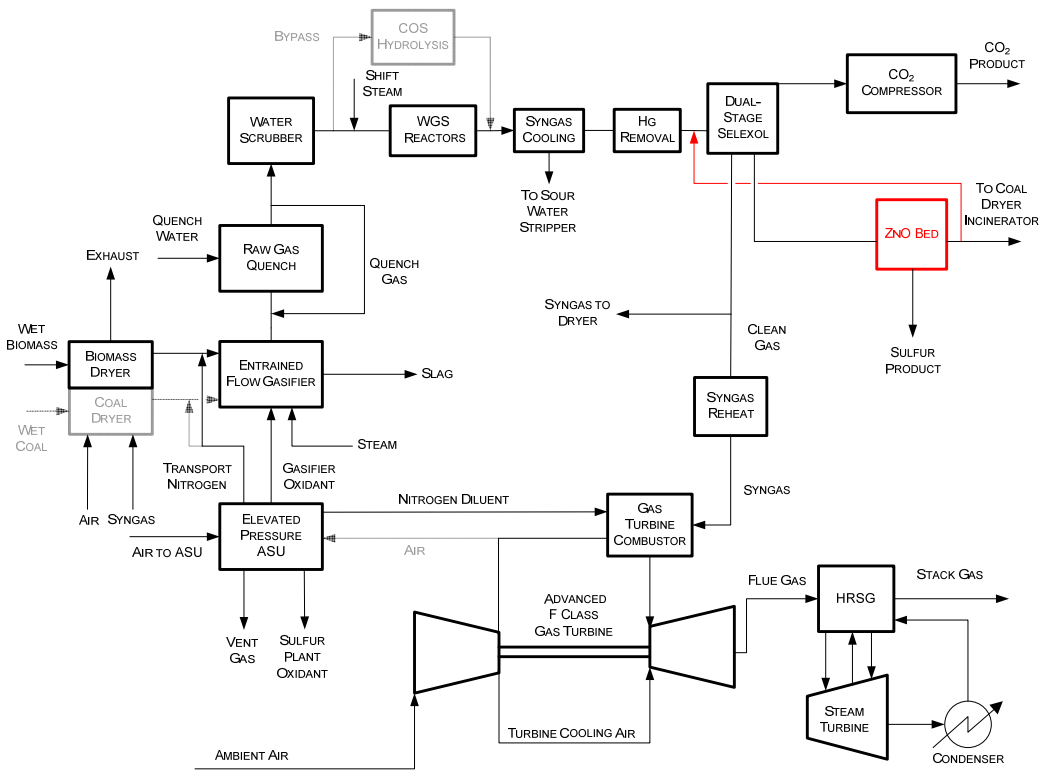 COS
HYDROLYSIS
BYPASS
CO2
PRODUCT
CO2
COMPRESSOR
SHIFT
STEAM
DUAL-
STAGE
SELEXOL
WATER
SCRUBBER
WGS
REACTORS
SYNGAS
COOLING
HG
REMOVAL
TO SOUR
WATER
STRIPPER
TO COAL
DRYER
INCINERATOR
QUENCH
WATER
RAW GAS
QUENCH
ZNO BED
EXHAUST
QUENCH
GAS
SYNGAS TO
DRYER
CLEAN
GAS
WET
BIOMASS
BIOMASS
DRYER
ENTRAINED
FLOW GASIFIER
SLAG
SULFUR
PRODUCT
COAL
DRYER
SYNGAS
REHEAT
WET
COAL
STEAM
TRANSPORT
NITROGEN
GASIFIER
OXIDANT
SYNGAS
NITROGEN DILUENT
AIR
SYNGAS
ELEVATED
PRESSURE
ASU
GAS
TURBINE
COMBUSTOR
AIR TO ASU
AIR
FLUE GAS
STACK GAS
HRSG
ADVANCED
F CLASS
GAS TURBINE
VENT
GAS
SULFUR
PLANT
OXIDANT
STEAM
TURBINE
TURBINE COOLING AIR
AMBIENT AIR
CONDENSER